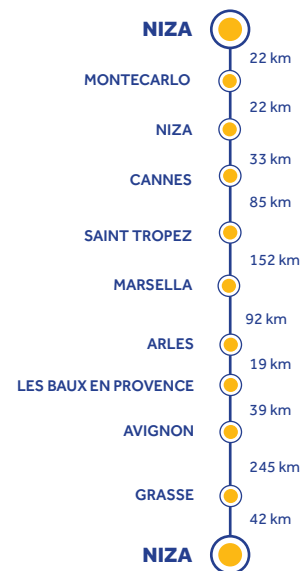 NIZA
22 km
MONTECARLO
22 km
NIZA
33 km
CANNES
85 km
SAINT TROPEZ
152 km
MARSELLA
92 km
ARLES
19 km
LES BAUX EN PROVENCE
39 km
AVIGNON
245 km
GRASSE
42 km
NIZA